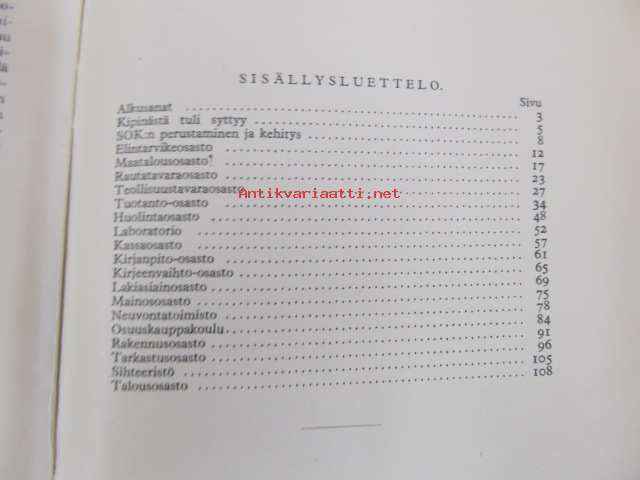 SISÄLLYSLUETTELO.
Sivu
Alkusanat 3
Kipinästä tuli syttyy 5
SOK:n perustaminen ja kehitys 8
Elintarvikeosasto 12
Maatalousosasto 17
Rautatavaraosasto 23
Teollisuustavaraosasto 27
Antikvariaatti.net
Tuotanto-osasto 34
Huolintaosasto 48
Laboratorio 52
Kassaosasto 57
Kirjanpito-osasto 61
Kirjeenvaihto-osasto 65
Lakiasiainosasto 69
Mainososasto 75
Neuvontatoimisto 78
Osuuskauppakoulu 84
Rakennusosasto 91
Tarkastusosasto 96
Sihteeristö 105
Talousosasto 108